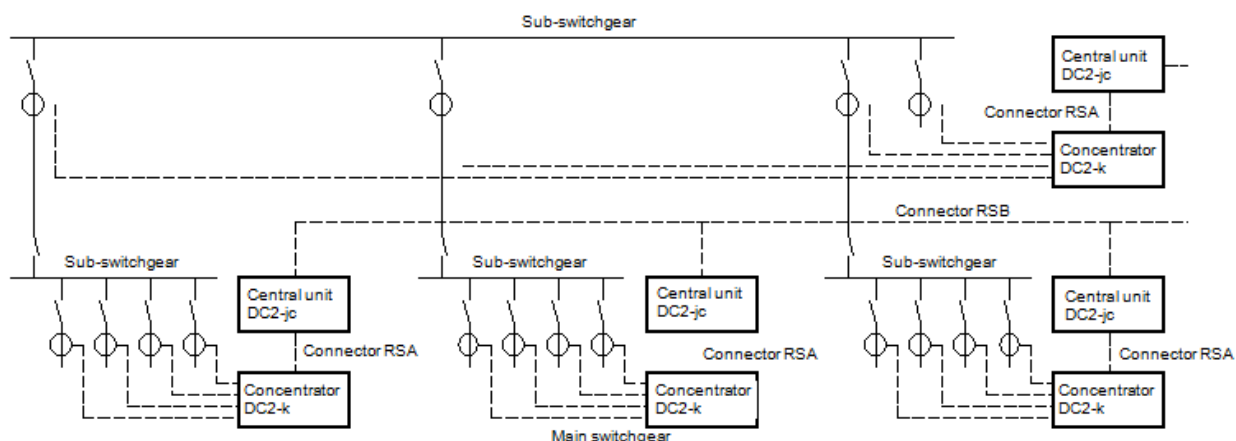 Sub-switchgear
Central unit
DC2-jc
Connector RSA
Concentrator
DC2-k
Connector RSB
Sub-switchgear
Sub-switchgear
Sub-switchgear
Central unit
DC2-jc
Central unit
DC2-jc
Central unit
DC2-jc
Connector RSA
Connector RSA
Connector RSA
Concentrator
DC2-k
Concentrator
DC2-k
Concentrator
DC2-k
Main switchgear